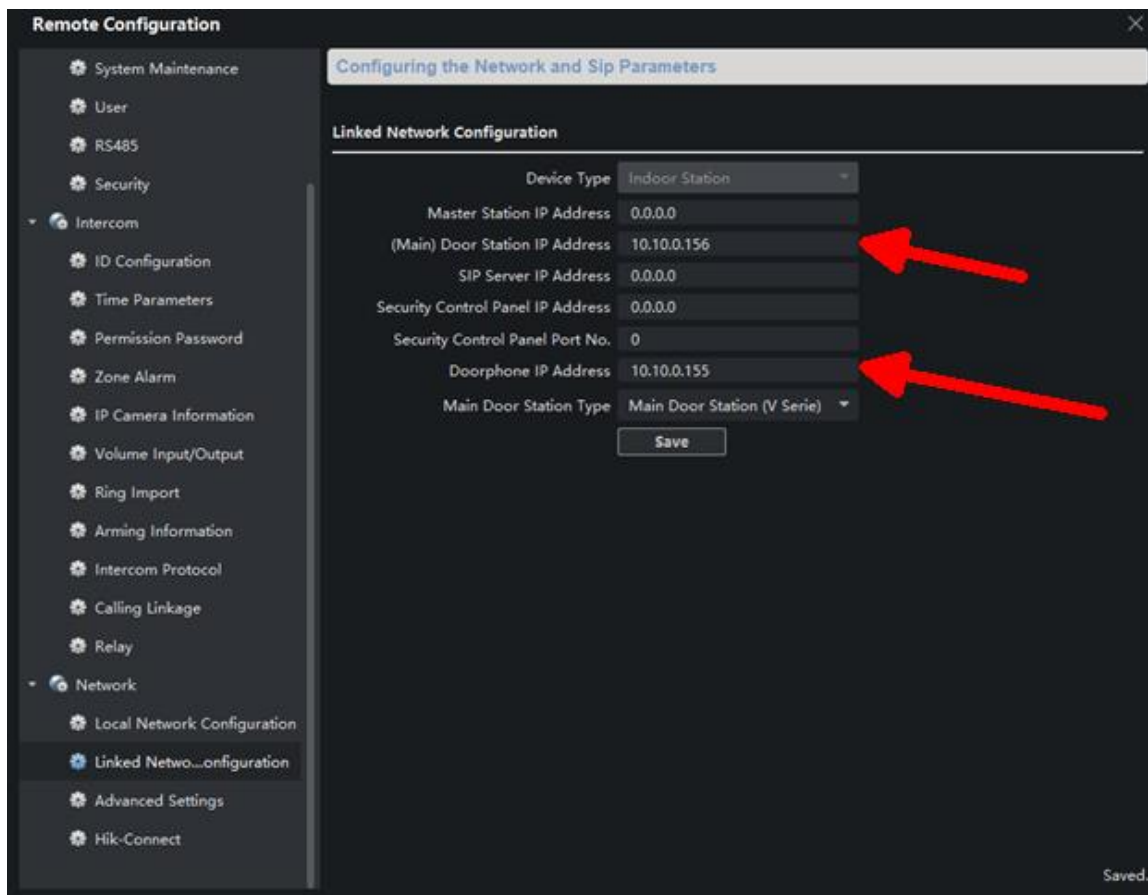 Remote Configuration
System Maintenance
User
RS485
Security
Intercom
ID Configuration
Time Parameters
Permission Password
Zone Alarm
IP Camera Information
Volume Input/Output
Ring Import
Arming Information
Intercom Protocol
Calling Linkage
Relay
Network
Local Network Configuration
Linked Netwo...onfiguration
Advanced Settings
Hik-Connect
Configuring the Network and Sip Parameters
Linked Network Configuration
Device Type Indoor Station
Master Station IP Address 0.0.0.0
(Main) Door Station IP Address 10.10.0.156
SIP Server IP Address 0.0.0.0
Security Control Panel IP Address 0.0.0.0
Security Control Panel Port No. 0
Doorphone IP Address 10.10.0.155
Main Door Station Type Main Door Station (V Serie)
Save
Saved